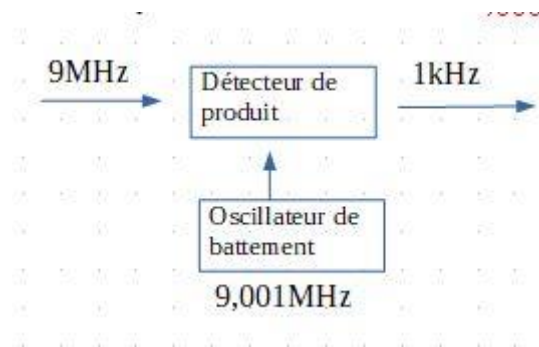 9MHz
Détecteur de
produit
1kHz
Oscillateur de
battement
9,001MHz